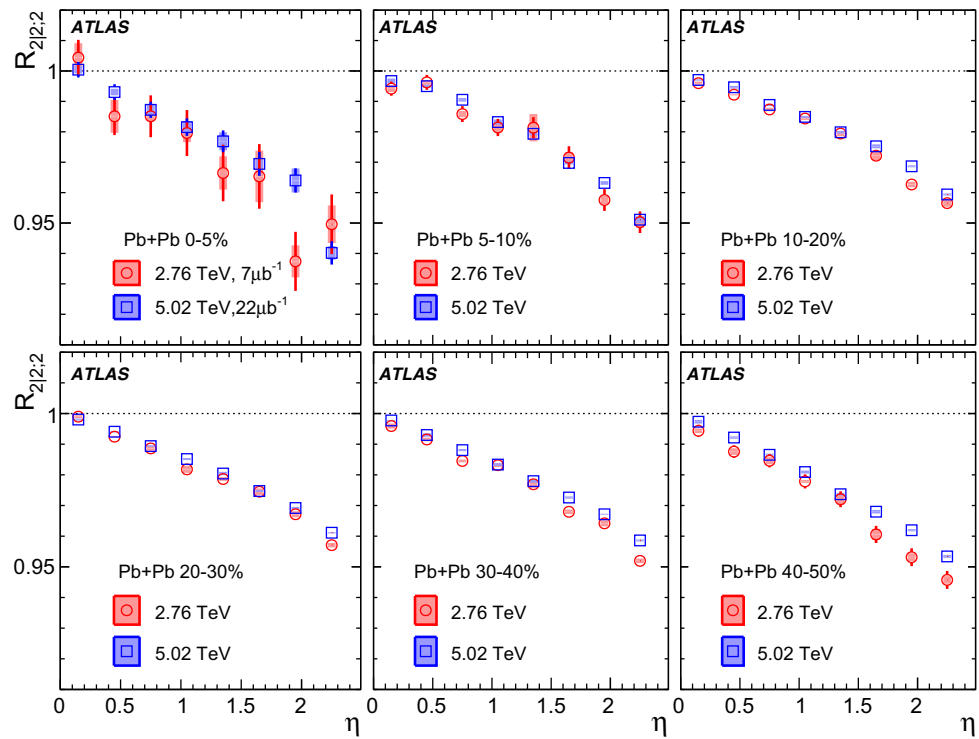 R2|2;2
ATLAS
ATLAS
ATLAS
1
0.95
Pb+Pb 0-5%
2.76 TeV, 7μb-1
5.02 TeV,22μb-1
Pb+Pb 5-10%
2.76 TeV
5.02 TeV
Pb+Pb 10-20%
2.76 TeV
5.02 TeV
R2|2;2
ATLAS
ATLAS
ATLAS
1
0.95
Pb+Pb 20-30%
2.76 TeV
5.02 TeV
Pb+Pb 30-40%
2.76 TeV
5.02 TeV
Pb+Pb 40-50%
2.76 TeV
5.02 TeV
0 0.5 1 1.5 2 η
0 0.5 1 1.5 2 η
0 0.5 1 1.5 2 η